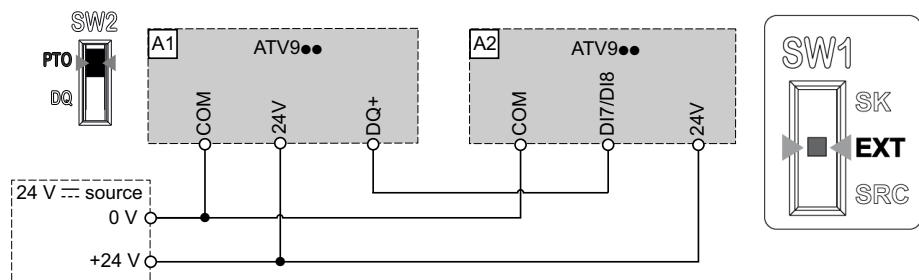 SW2
PTO
DQ
A1
ATV9●●
COM
24V
DQ+
A2
ATV9●●
COM
DI7/DI8
24V
SW1
SK
EXT
SRC
24 V ⎓ source
0 V
+24 V